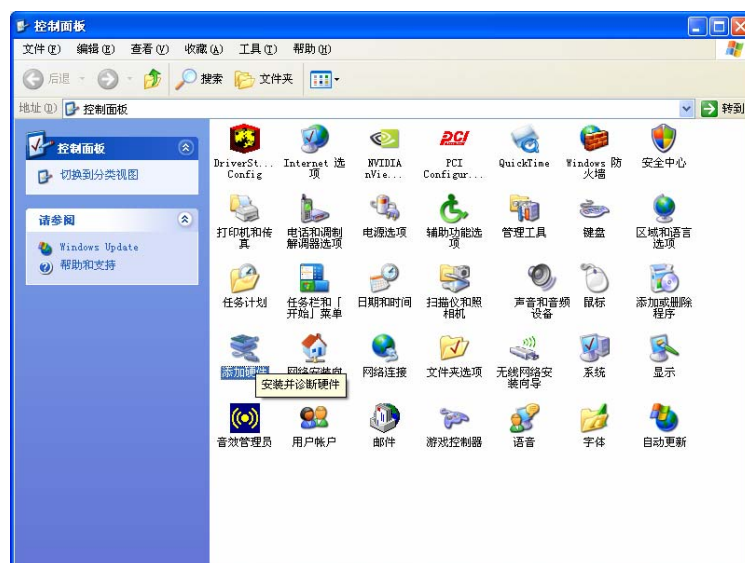 控制面板
文件(F) 编辑(E) 查看(V) 收藏(A) 工具(T) 帮助(H)
后退 搜索 文件夹
地址(D) 控制面板 转到
控制面板
切换到分类视图
请参阅
Windows Update
帮助和支持
DriverSt... Internet 选 NVIDIA PCI QuickTime Windows 防 安全中心
Config 项 nVie... Configur... 火墙
打印机和传 电话和调制 电源选项 辅助功能选 管理工具 键盘 区域和语言
真 解调器选项 项 选项
任务计划 任务栏和「 日期和时间 扫描仪和照 声音和音频 鼠标 添加或删除
开始」菜单 相机 设备 程序
添加硬件 网络安装向 网络连接 文件夹选项 无线网络安 系统 显示
安装并诊断硬件 装向导
音效管理员 用户帐户 邮件 游戏控制器 语音 字体 自动更新